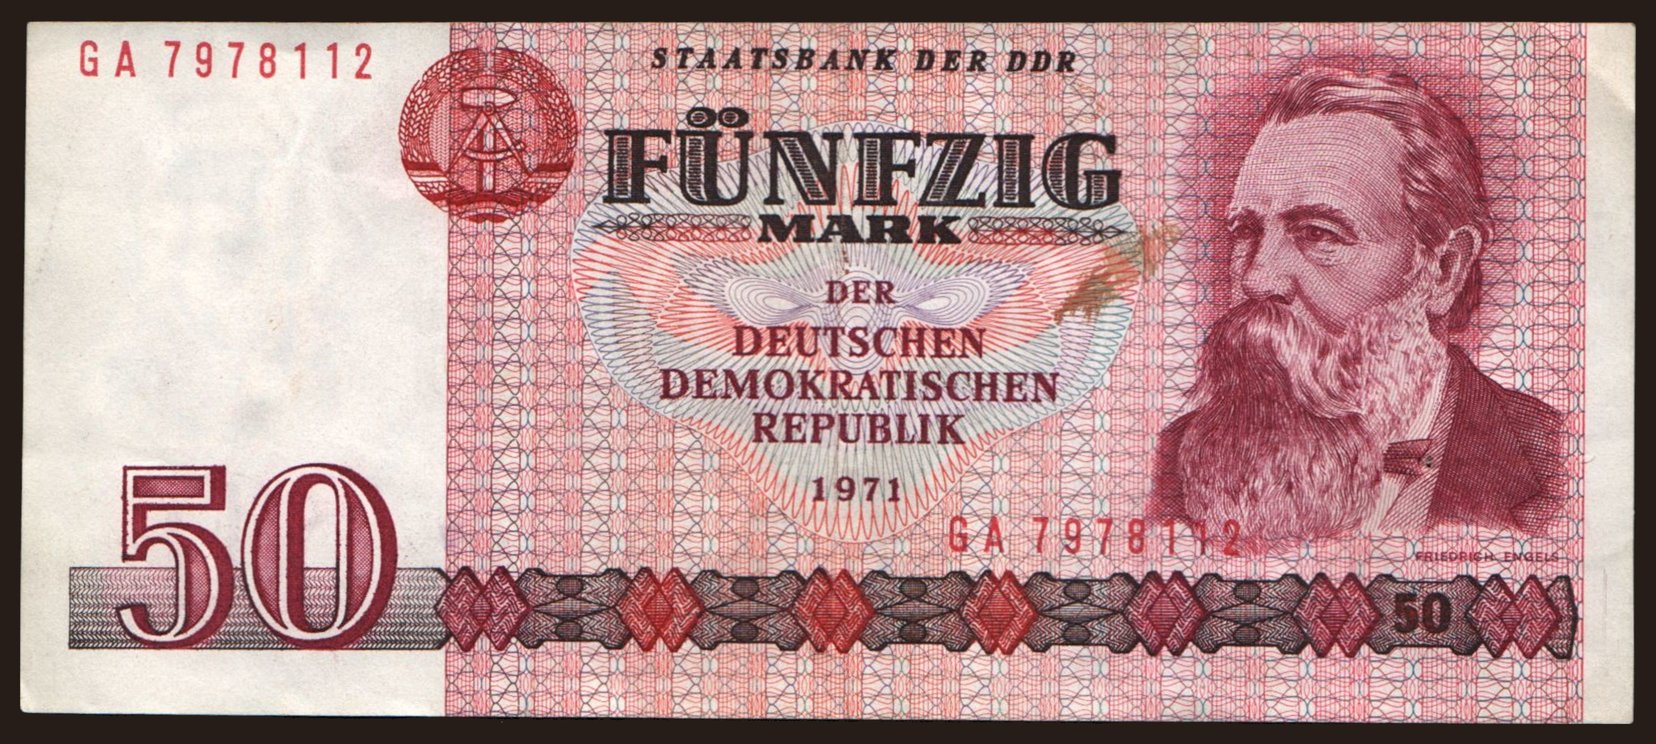 GA 7978112
STAATSBANK DER DDR
FÜNFZIG
MARK
DER
DEUTSCHEN
DEMOKRATISCHEN
REPUBLIK
1971
GA 7978112
FRIEDRICH ENGELS
50
50